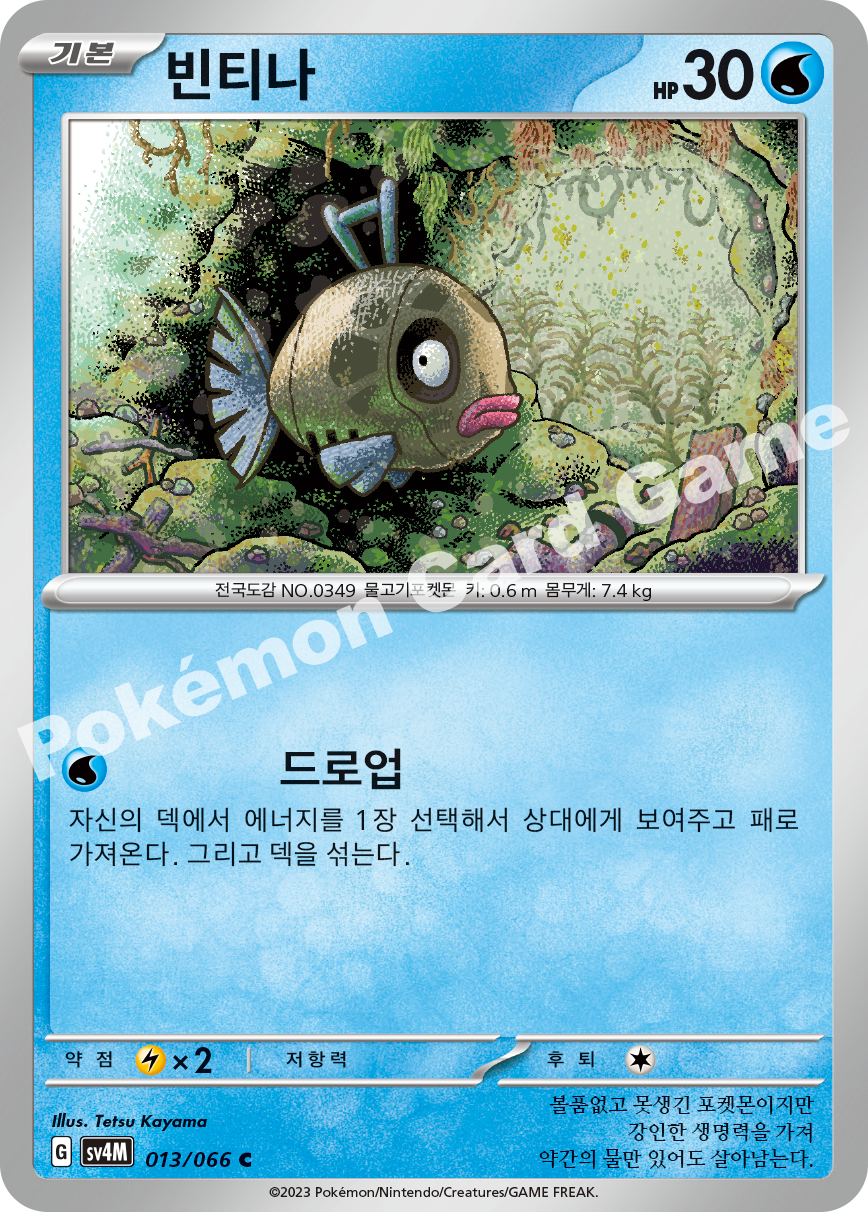 기본 빈티나 HP 30
전국도감 NO.0349 물고기포켓몬 키: 0.6 m 몸무게: 7.4 kg
Pokémon Card Game
드로업
자신의 덱에서 에너지를 1장 선택해서 상대에게 보여주고 패로
가져온다. 그리고 덱을 섞는다.
약점 ×2 저항력 후퇴
볼품없고 못생긴 포켓몬이지만
강인한 생명력을 가져
약간의 물만 있어도 살아남는다.
Illus. Tetsu Kayama
G sv4M 013/066 C
©2023 Pokémon/Nintendo/Creatures/GAME FREAK.